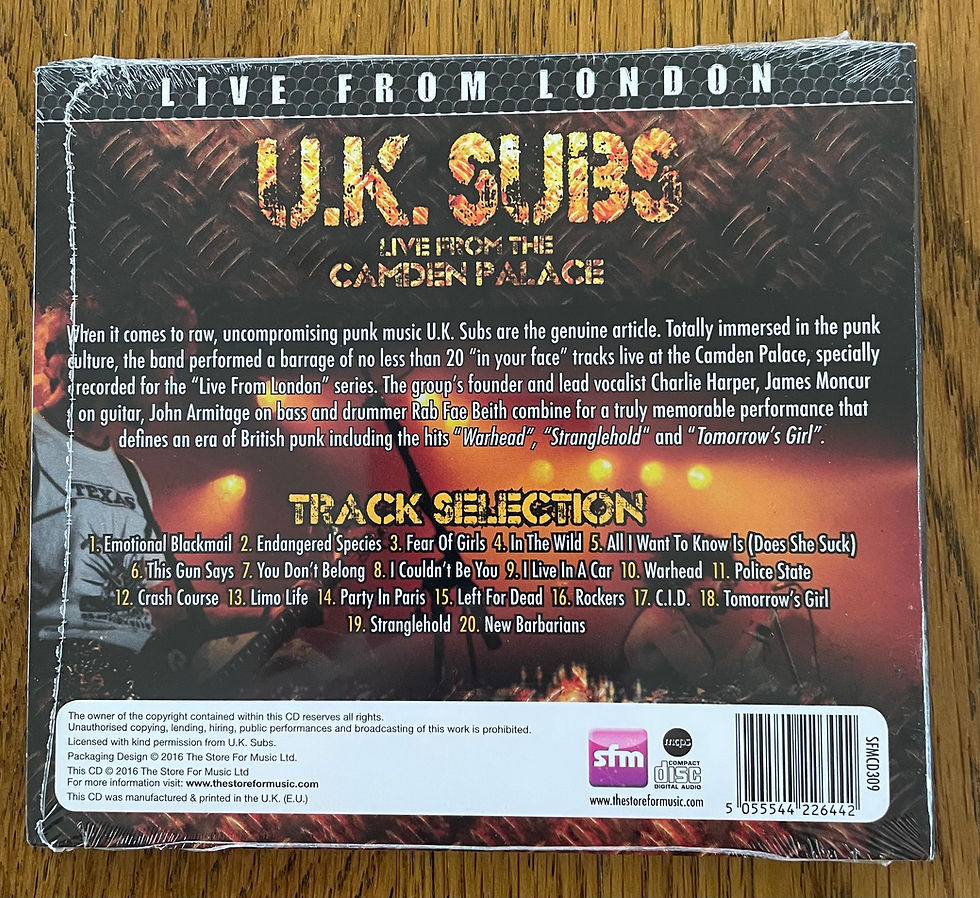 LIVE FROM LONDON
U.K. SUBS
LIVE FROM THE
CAMDEN PALACE
When it comes to raw, uncompromising punk music U.K. Subs are the genuine article. Totally immersed in the punk
culture, the band performed a barrage of no less than 20 “in your face” tracks live at the Camden Palace, specially
recorded for the “Live From London” series. The group’s founder and lead vocalist Charlie Harper, James Moncur
on guitar, John Armitage on bass and drummer Rab Fae Beith combine for a truly memorable performance that
defines an era of British punk including the hits “Warhead”, “Stranglehold“ and “Tomorrow’s Girl”.
TEXAS
TRACK SELECTION
1. Emotional Blackmail 2. Endangered Species 3. Fear Of Girls 4. In The Wild 5. All I Want To Know Is (Does She Suck)
6. This Gun Says 7. You Don’t Belong 8. I Couldn’t Be You 9. I Live In A Car 10. Warhead 11. Police State
12. Crash Course 13. Limo Life 14. Party In Paris 15. Left For Dead 16. Rockers 17. C.I.D. 18. Tomorrow’s Girl
19. Stranglehold 20. New Barbarians
The owner of the copyright contained within this CD reserves all rights.
Unauthorised copying, lending, hiring, public performances and broadcasting of this work is prohibited.
Licensed with kind permission from U.K. Subs.
Packaging Design © 2016 The Store For Music Ltd.
This CD © 2016 The Store For Music Ltd
For more information visit: www.thestoreformusic.com
This CD was manufactured & printed in the U.K. (E.U.)
sfm
mcps
COMPACT
disc
DIGITAL AUDIO
www.thestoreformusic.com
5 055544 226442
SFMCD309